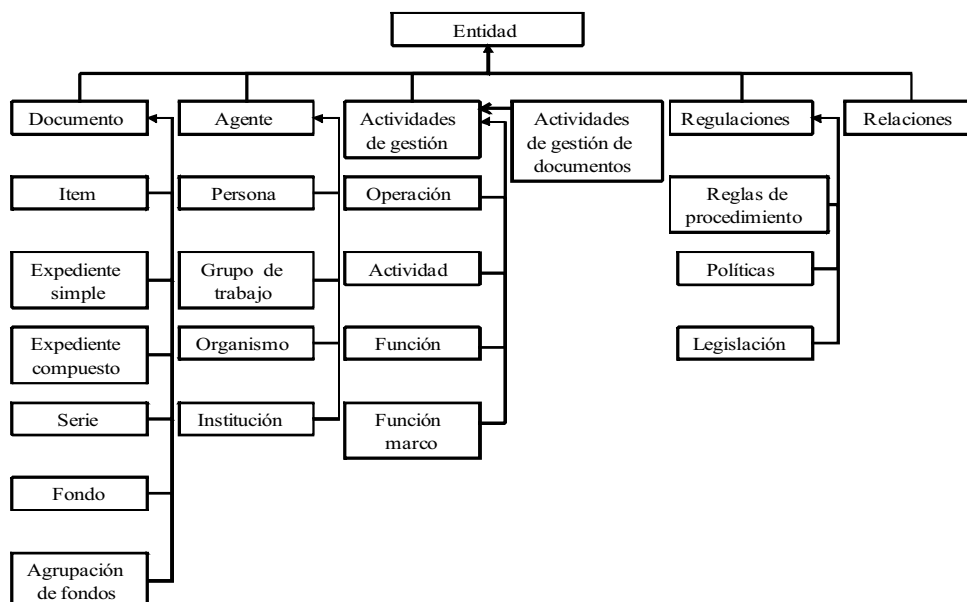 Entidad
Documento
Agente
Actividades
de gestión
Actividades
de gestión de
documentos
Regulaciones
Relaciones
Item
Persona
Operación
Reglas de
procedimiento
Expediente
simple
Grupo de
trabajo
Actividad
Políticas
Expediente
compuesto
Organismo
Función
Legislación
Serie
Institución
Función
marco
Fondo
Agrupación
de fondos